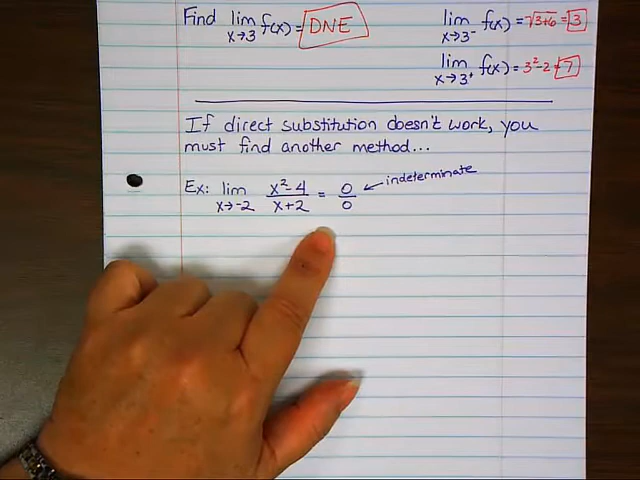 Find lim x→3 f(x) = DNE
lim x→3⁻ f(x) = √3+6 = 3
lim x→3⁺ f(x) = 3²-2 = 7
If direct substitution doesn't work, you
must find another method...
Ex: lim x→-2 x²-4 / x+2 = 0/0 ← indeterminate